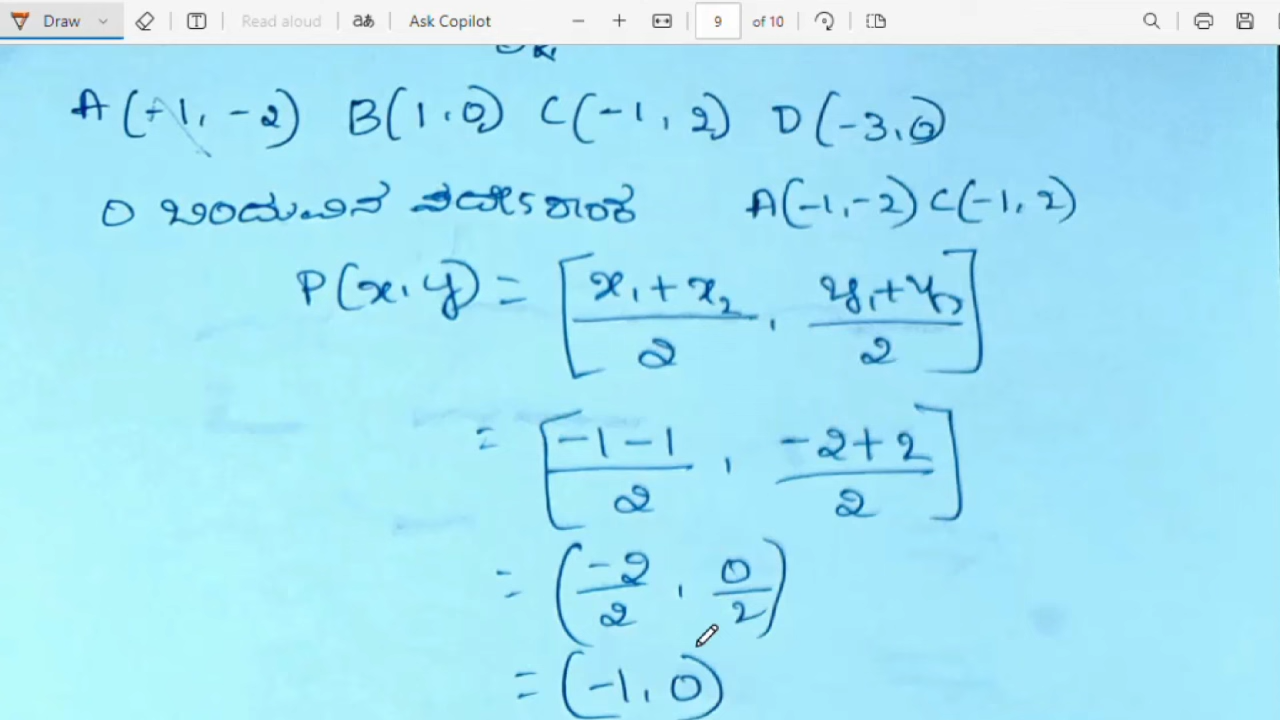 Draw Read aloud aあ Ask Copilot − + 9 of 10
A(-1, -2) B(1, 0) C(-1, 2) D(-3, 0)
O ಬಿಂದುವಿನ A(-1, -2) C(-1, 2)
P(x, y) = [x₁ + x₂ / 2 , y₁ + y₂ / 2]
= [-1 - 1 / 2 , -2 + 2 / 2]
= (-2 / 2 , 0 / 2)
= (-1, 0)